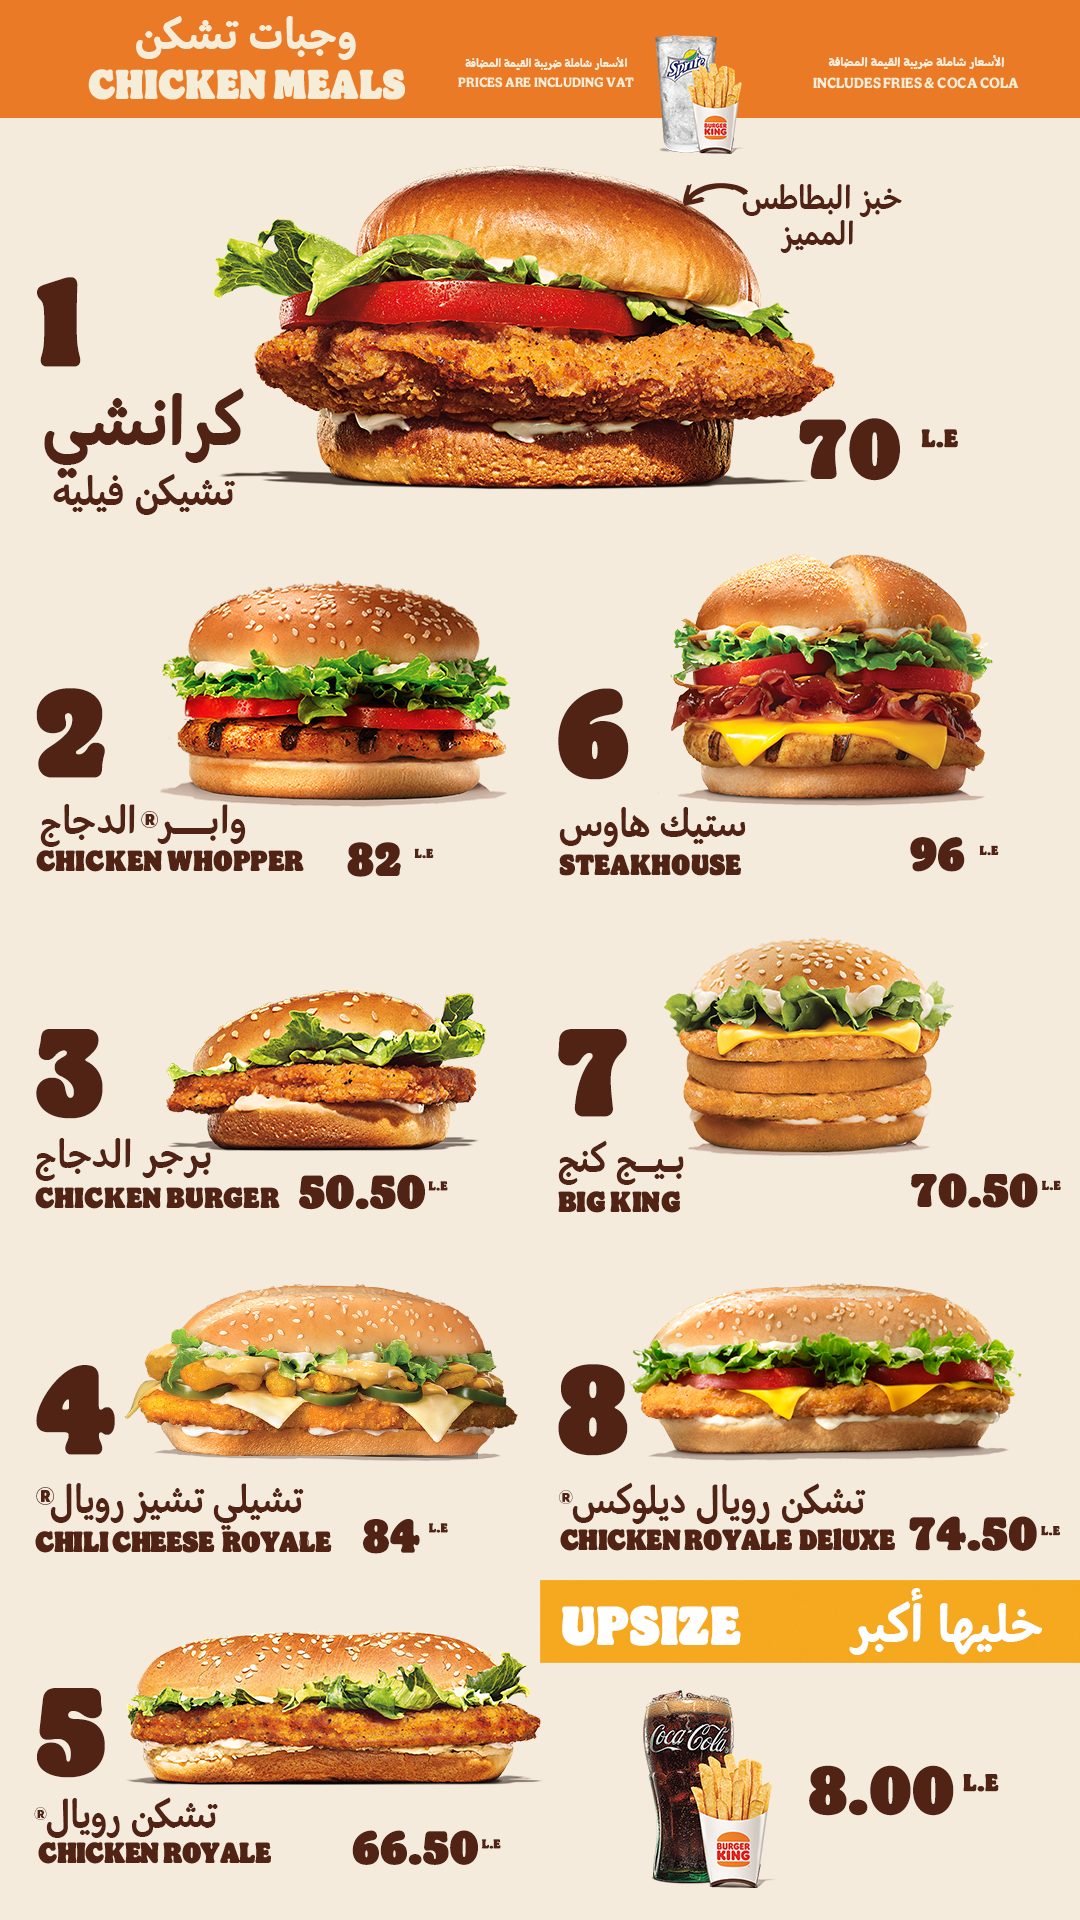 وجبات تشكن
CHICKEN MEALS
الأسعار شاملة ضريبة القيمة المضافة
PRICES ARE INCLUDING VAT
Sprite
BURGER
KING
الأسعار شاملة ضريبة القيمة المضافة
INCLUDES FRIES & COCA COLA
خبز البطاطس
المميز
1
كرانشي
تشيكن فيليه
70 L.E
2
وابـــر® الدجاج
CHICKEN WHOPPER 82 L.E
6
ستيك هاوس
STEAKHOUSE 96 L.E
3
برجر الدجاج
CHICKEN BURGER 50.50 L.E
7
بـيـج كنج
BIG KING 70.50 L.E
4
تشيلي تشيز رويال®
CHILI CHEESE ROYALE 84 L.E
8
تشكن رويال ديلوكس®
CHICKEN ROYALE DElUXE 74.50 L.E
5
تشكن رويال®
CHICKEN ROYALE 66.50 L.E
UPSIZE خليها أكبر
Coca-Cola
BURGER
KING
8.00 L.E